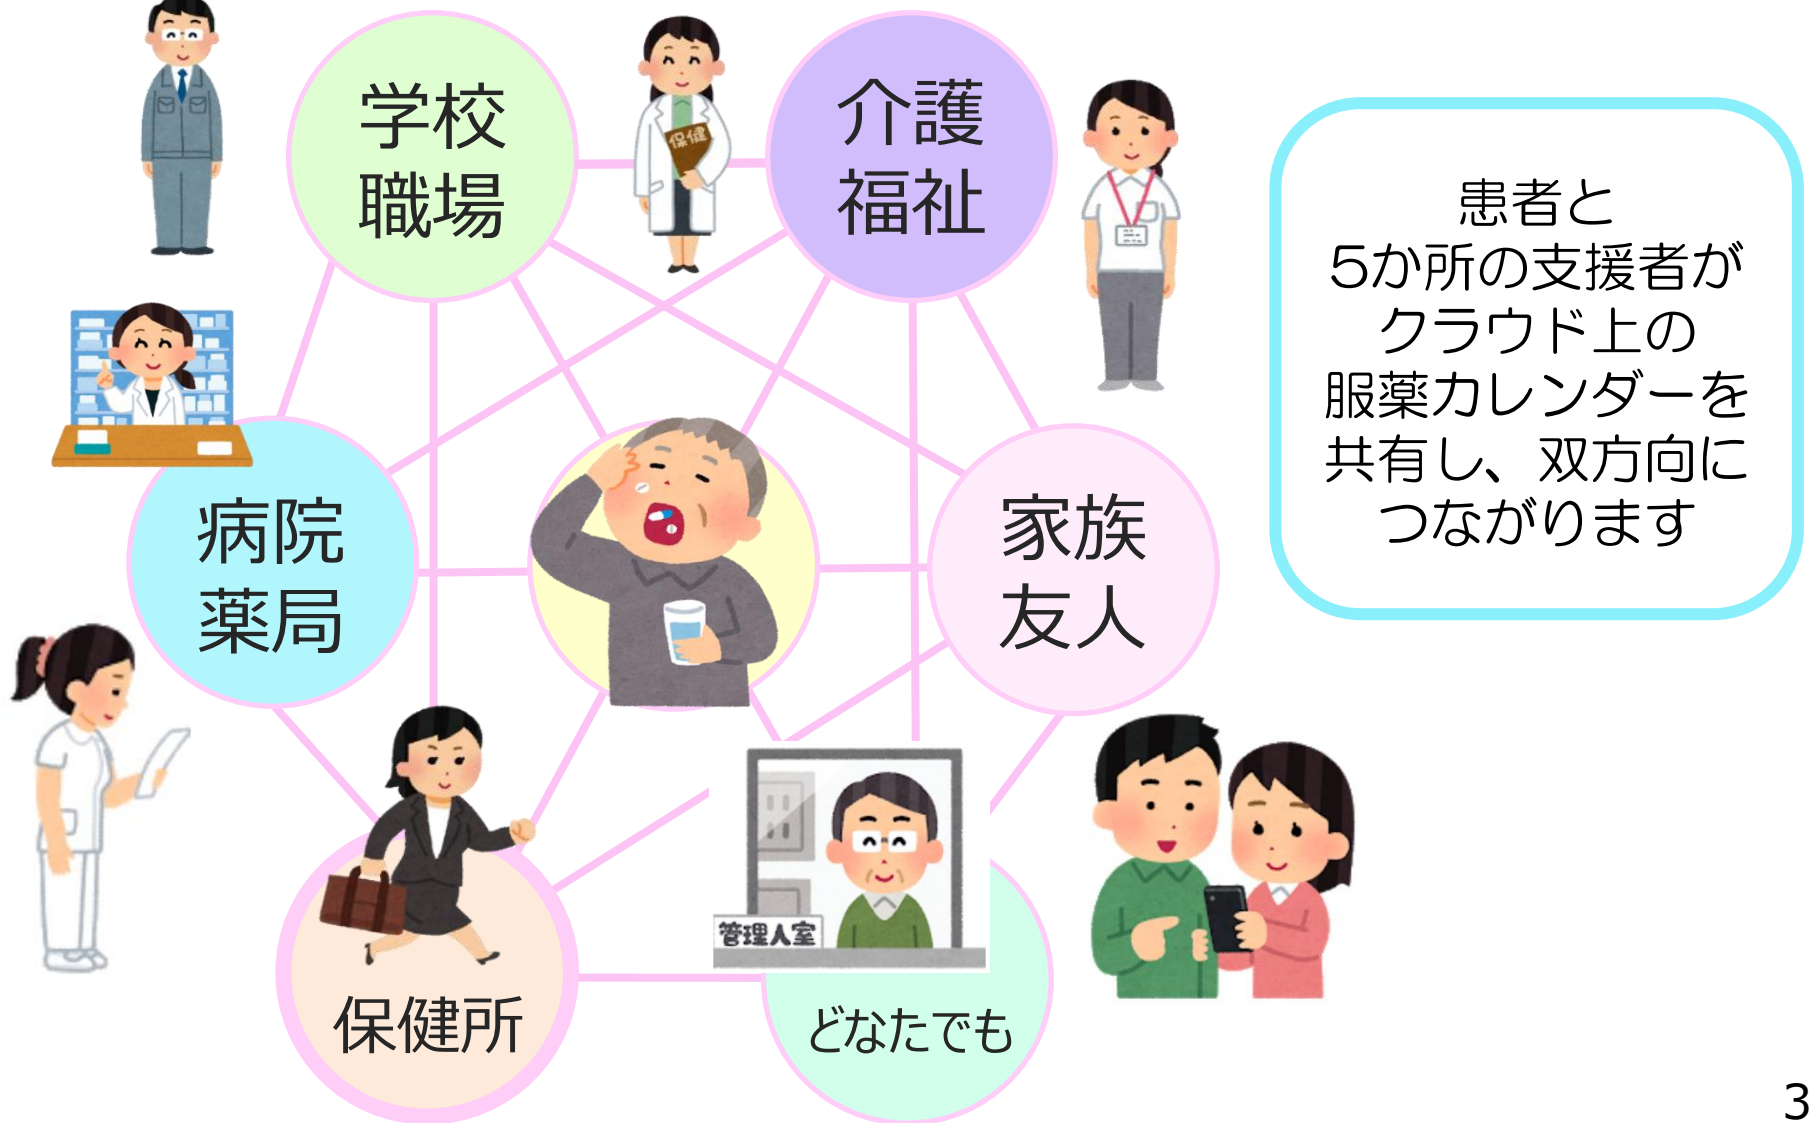 学校
職場
保健
介護
福祉
病院
薬局
家族
友人
管理人室
保健所
どなたでも
患者と
5か所の支援者が
クラウド上の
服薬カレンダーを
共有し、双方向に
つながります
3